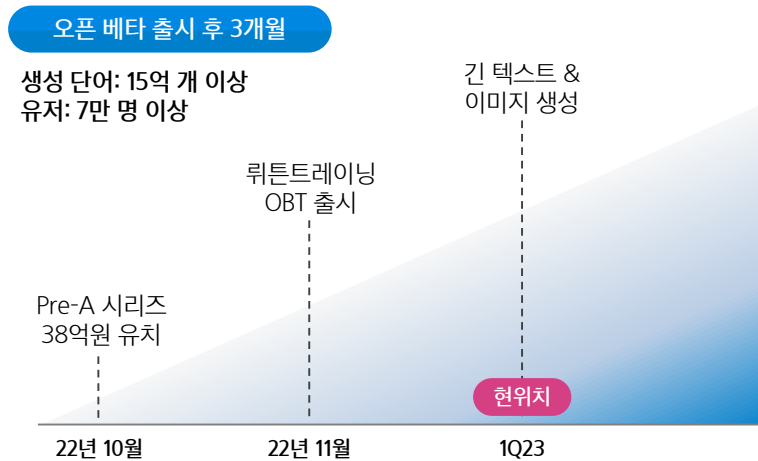 오픈 베타 출시 후 3개월
생성 단어: 15억 개 이상
유저: 7만 명 이상
긴 텍스트 &
이미지 생성
뤼튼트레이닝
OBT 출시
Pre-A 시리즈
38억원 유치
현위치
22년 10월
22년 11월
1Q23